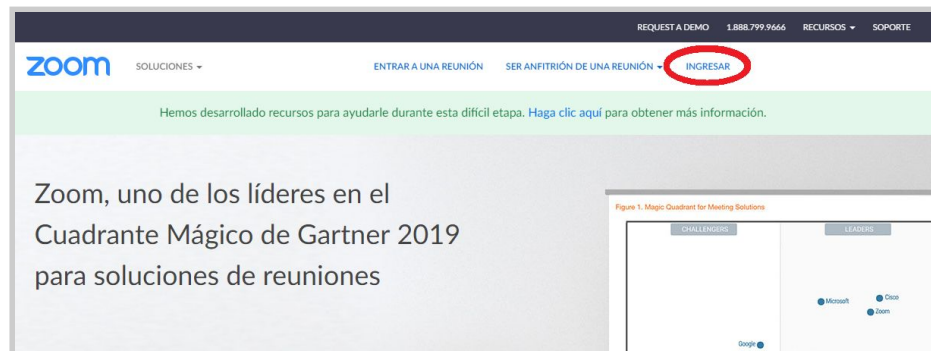 REQUEST A DEMO 1.888.799.9666 RECURSOS SOPORTE
zoom SOLUCIONES ENTRAR A UNA REUNIÓN SER ANFITRIÓN DE UNA REUNIÓN INGRESAR
Hemos desarrollado recursos para ayudarle durante esta difícil etapa. Haga clic aquí para obtener más información.
Zoom, uno de los líderes en el
Cuadrante Mágico de Gartner 2019
para soluciones de reuniones
Figure 1. Magic Quadrant for Meeting Solutions
CHALLENGERS LEADERS
Microsoft Cisco
Zoom
Google